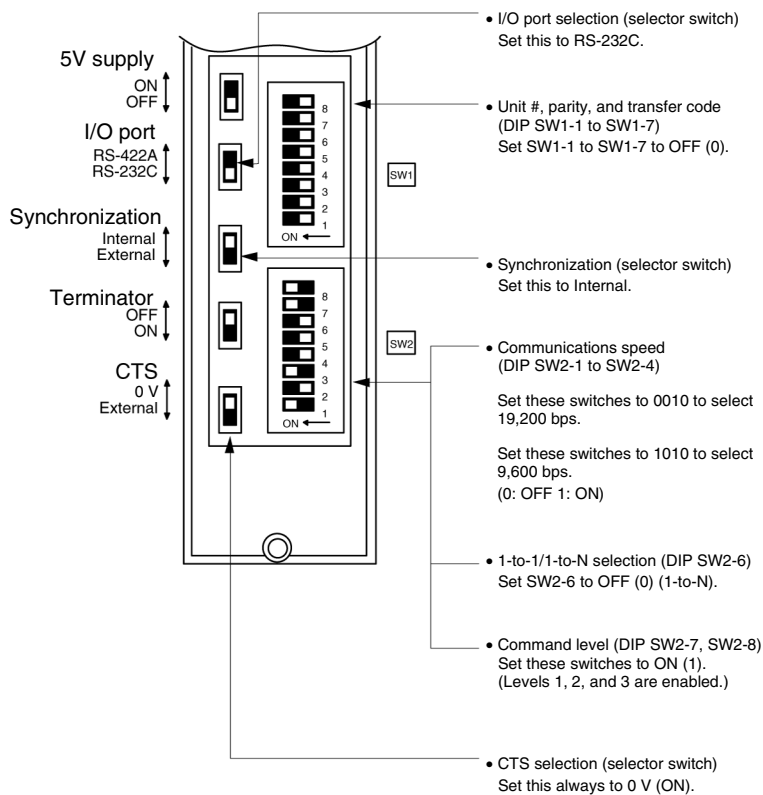 5V supply
ON
OFF
I/O port
RS-422A
RS-232C
Synchronization
Internal
External
Terminator
OFF
ON
CTS
0 V
External
8
7
6
5
4
3
2
1
ON
SW1
8
7
6
5
4
3
2
1
ON
SW2
• I/O port selection (selector switch)
Set this to RS-232C.
• Unit #, parity, and transfer code
(DIP SW1-1 to SW1-7)
Set SW1-1 to SW1-7 to OFF (0).
• Synchronization (selector switch)
Set this to Internal.
• Communications speed
(DIP SW2-1 to SW2-4)
Set these switches to 0010 to select
19,200 bps.
Set these switches to 1010 to select
9,600 bps.
(0: OFF 1: ON)
• 1-to-1/1-to-N selection (DIP SW2-6)
Set SW2-6 to OFF (0) (1-to-N).
• Command level (DIP SW2-7, SW2-8)
Set these switches to ON (1).
(Levels 1, 2, and 3 are enabled.)
• CTS selection (selector switch)
Set this always to 0 V (ON).